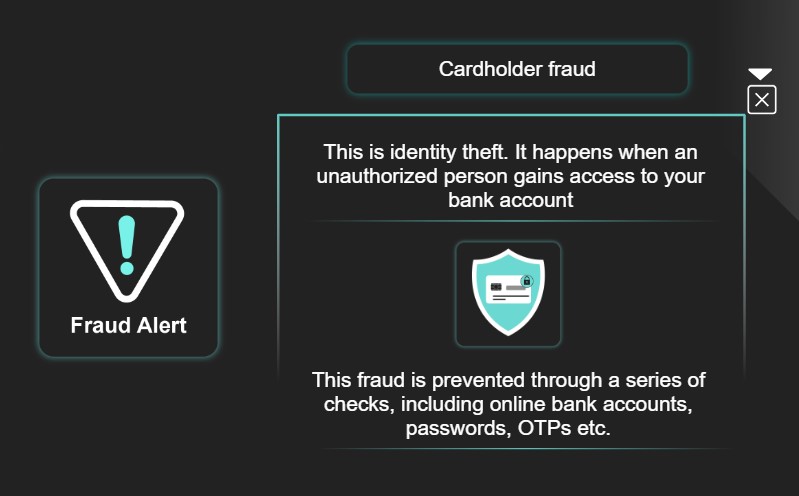 Cardholder fraud
This is identity theft. It happens when an
unauthorized person gains access to your
bank account
Fraud Alert
This fraud is prevented through a series of
checks, including online bank accounts,
passwords, OTPs etc.